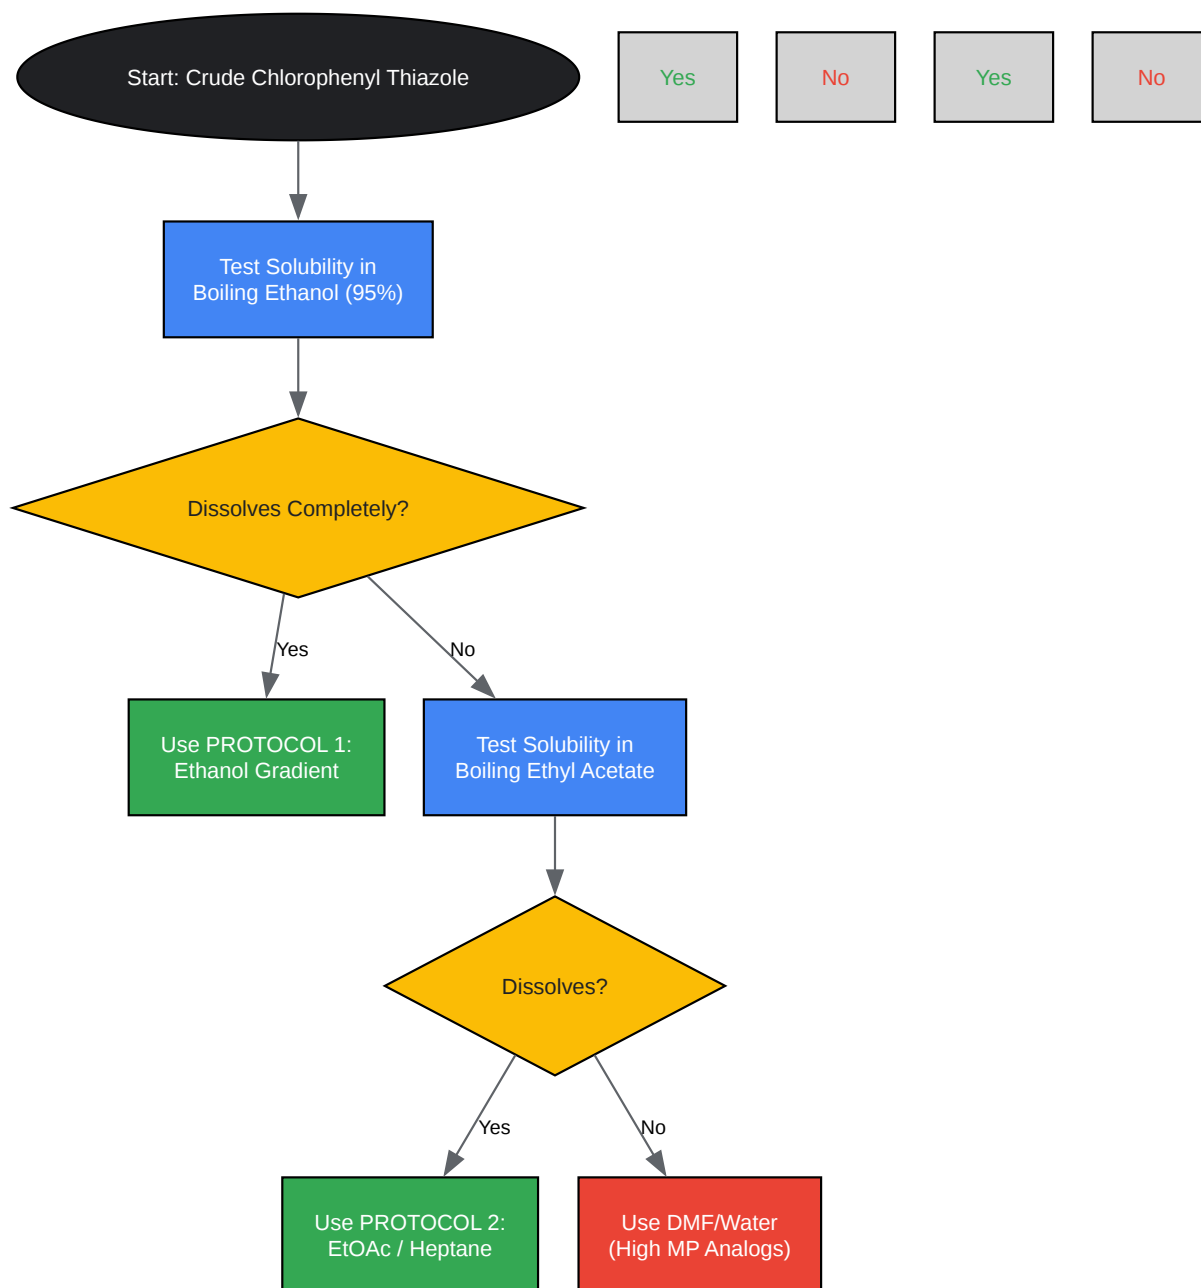 Start: Crude Chlorophenyl Thiazole
Yes
No
Yes
No
Test Solubility in
Boiling Ethanol (95%)
Dissolves Completely?
Yes
No
Use PROTOCOL 1:
Ethanol Gradient
Test Solubility in
Boiling Ethyl Acetate
Dissolves?
Yes
No
Use PROTOCOL 2:
EtOAc / Heptane
Use DMF/Water
(High MP Analogs)